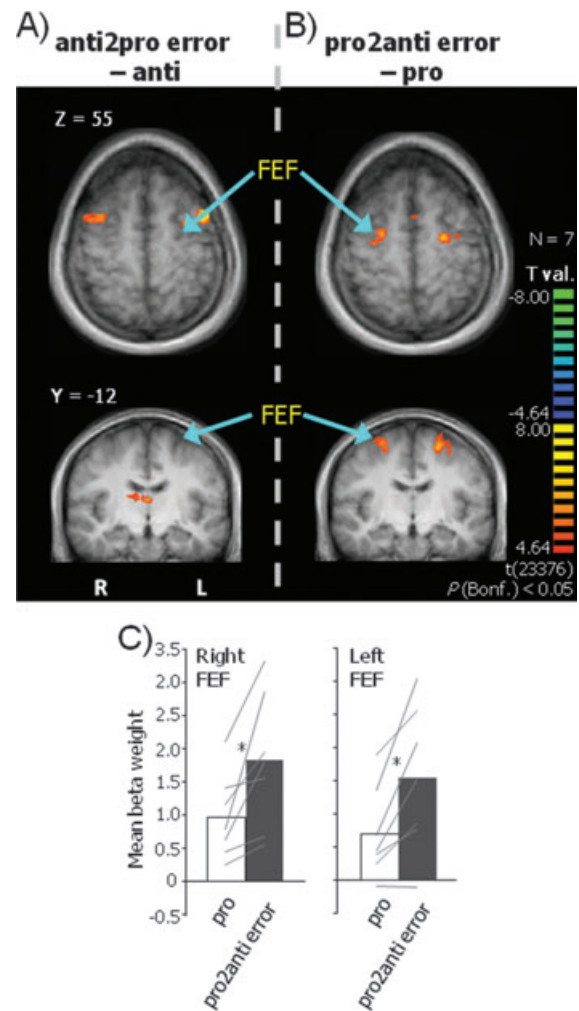 A)
anti2pro error
– anti
B)
pro2anti error
– pro
Z = 55
FEF
N = 7
T val.
-8.00
-4.64
8.00
4.64
t(23376)
P(Bonf.) < 0.05
Y = -12
FEF
R
L
C)
Mean beta weight
3.5
3.0
2.5
2.0
1.5
1.0
0.5
0
-0.5
Right
FEF
*
pro
pro2anti error
Left
FEF
*
pro
pro2anti error